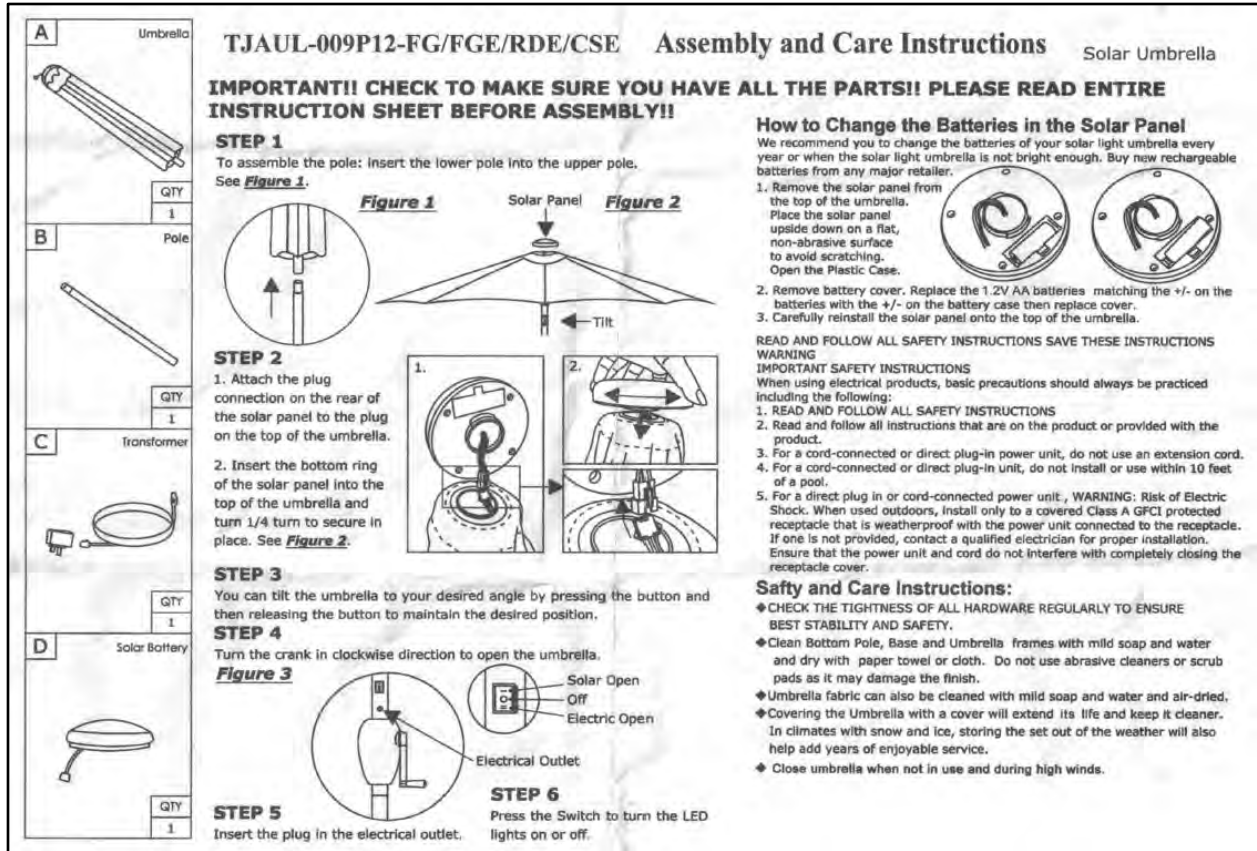 A
Umbrella
QTY
1
B
Pole
QTY
1
C
Transformer
QTY
1
D
Solar Battery
QTY
1
TJAUL-009P12-FG/FGE/RDE/CSE Assembly and Care Instructions Solar Umbrella
IMPORTANT!! CHECK TO MAKE SURE YOU HAVE ALL THE PARTS!! PLEASE READ ENTIRE
INSTRUCTION SHEET BEFORE ASSEMBLY!!
STEP 1
To assemble the pole: insert the lower pole into the upper pole.
See Figure 1.
Figure 1
Solar Panel
Figure 2
Tilt
STEP 2
1. Attach the plug
connection on the rear of
the solar panel to the plug
on the top of the umbrella.
2. Insert the bottom ring
of the solar panel into the
top of the umbrella and
turn 1/4 turn to secure in
place. See Figure 2.
1.
2.
STEP 3
You can tilt the umbrella to your desired angle by pressing the button and
then releasing the button to maintain the desired position.
STEP 4
Turn the crank in clockwise direction to open the umbrella.
Figure 3
Solar Open
Off
Electric Open
Electrical Outlet
STEP 5
Insert the plug in the electrical outlet.
STEP 6
Press the Switch to turn the LED
lights on or off.
How to Change the Batteries in the Solar Panel
We recommend you to change the batteries of your solar light umbrella every
year or when the solar light umbrella is not bright enough. Buy new rechargeable
batteries from any major retailer.
1. Remove the solar panel from
the top of the umbrella.
Place the solar panel
upside down on a flat,
non-abrasive surface
to avoid scratching.
Open the Plastic Case.
2. Remove battery cover. Replace the 1.2V AA batteries matching the +/- on the
batteries with the +/- on the battery case then replace cover.
3. Carefully reinstall the solar panel onto the top of the umbrella.
READ AND FOLLOW ALL SAFETY INSTRUCTIONS SAVE THESE INSTRUCTIONS
WARNING
IMPORTANT SAFETY INSTRUCTIONS
When using electrical products, basic precautions should always be practiced
including the following:
1. READ AND FOLLOW ALL SAFETY INSTRUCTIONS
2. Read and follow all instructions that are on the product or provided with the
product.
3. For a cord-connected or direct plug-in power unit, do not use an extension cord.
4. For a cord-connected or direct plug-in unit, do not install or use within 10 feet
of a pool.
5. For a direct plug in or cord-connected power unit , WARNING: Risk of Electric
Shock. When used outdoors, install only to a covered Class A GFCI protected
receptacle that is weatherproof with the power unit connected to the receptacle.
If one is not provided, contact a qualified electrician for proper installation.
Ensure that the power unit and cord do not interfere with completely closing the
receptacle cover.
Safty and Care Instructions:
◆CHECK THE TIGHTNESS OF ALL HARDWARE REGULARLY TO ENSURE
BEST STABILITY AND SAFETY.
◆Clean Bottom Pole, Base and Umbrella frames with mild soap and water
and dry with paper towel or cloth. Do not use abrasive cleaners or scrub
pads as it may damage the finish.
◆Umbrella fabric can also be cleaned with mild soap and water and air-dried.
◆Covering the Umbrella with a cover will extend its life and keep it cleaner.
In climates with snow and ice, storing the set out of the weather will also
help add years of enjoyable service.
◆ Close umbrella when not in use and during high winds.